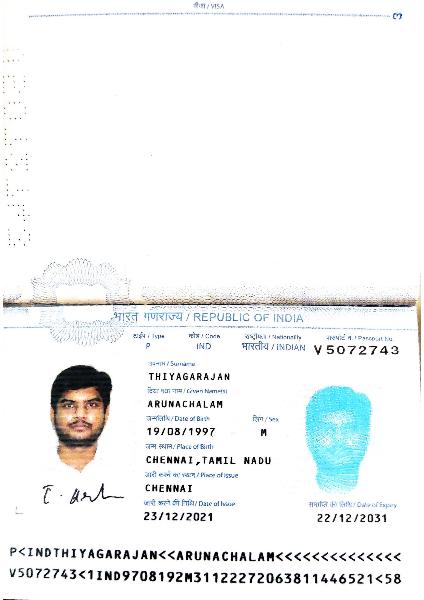 वीजा / VISA
3
भारत गणराज्य / REPUBLIC OF INDIA
टाईप / Type
कोड / Code
राष्ट्रीयता / Nationality
पासपोर्ट नं. / Passport No.
P
IND
भारतीय / INDIAN
V5072743
उपनाम / Surname
THIYAGARAJAN
दिया गया नाम / Given Name(s)
ARUNACHALAM
जन्मतिथि / Date of Birth
लिंग / Sex
19/08/1997
M
जन्म स्थान / Place of Birth
CHENNAI,TAMIL NADU
जारी करने का स्थान / Place of Issue
CHENNAI
जारी करने की तिथि / Date of Issue
समाप्ति की तिथि / Date of Expiry
23/12/2021
22/12/2031
P<INDTHIYAGARAJAN<<ARUNACHALAM<<<<<<<<<<<<<<
V5072743<1IND9708192M31122272063811446521<58